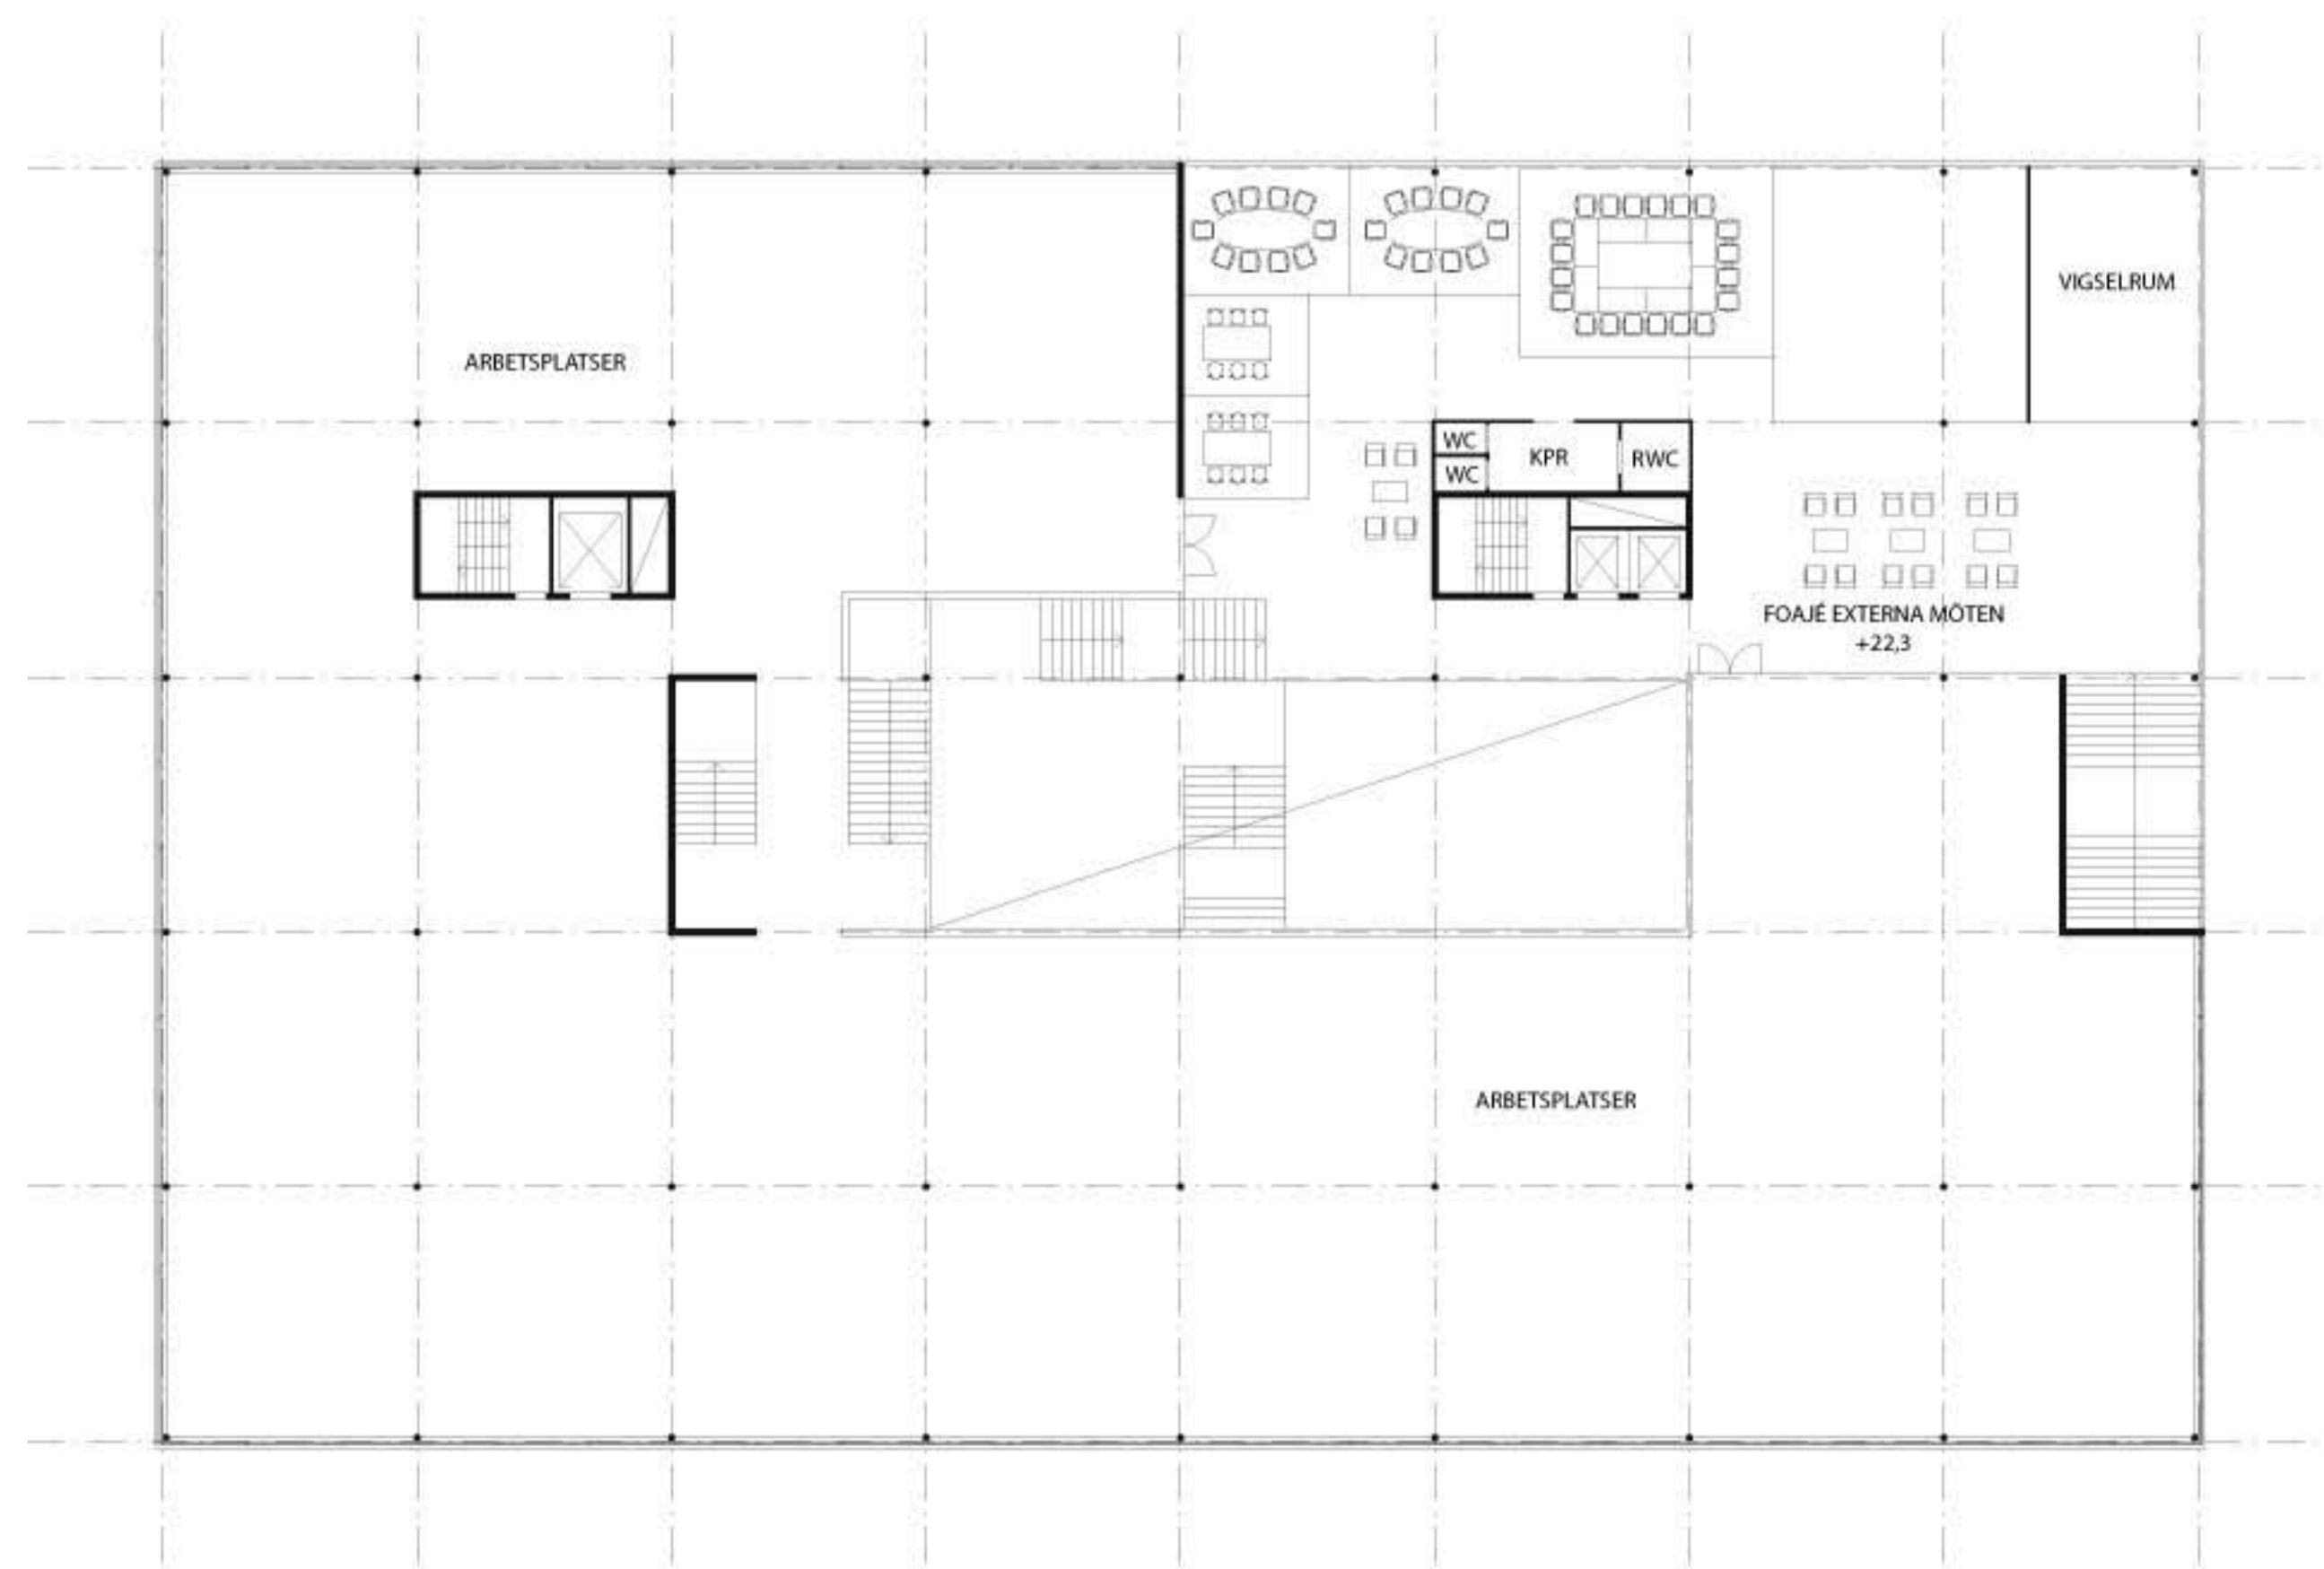 VIGSELRUM
ARBETSPLATSER
WC
WC
KPR
RWC
FOAJÉ EXTERNA MÖTEN
+22,3
ARBETSPLATSER